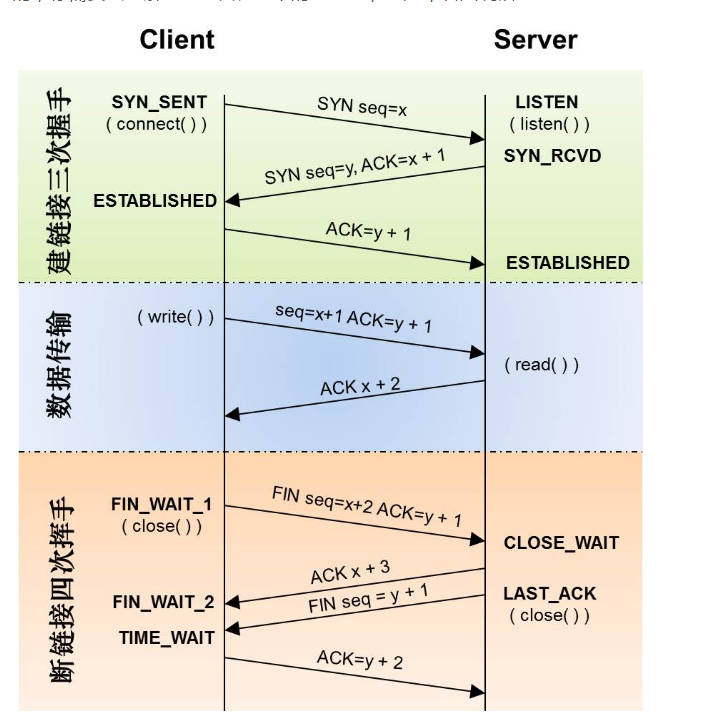 Client
Server
建链接三次握手
SYN_SENT
( connect( ) )
SYN seq=x
LISTEN
( listen( ) )
SYN_RCVD
SYN seq=y, ACK=x + 1
ESTABLISHED
ACK=y + 1
ESTABLISHED
数据传输
( write( ) )
seq=x+1 ACK=y + 1
( read( ) )
ACK x + 2
断链接四次挥手
FIN_WAIT_1
( close( ) )
FIN seq=x+2 ACK=y + 1
CLOSE_WAIT
ACK x + 3
FIN_WAIT_2
FIN seq = y + 1
LAST_ACK
( close( ) )
TIME_WAIT
ACK=y + 2